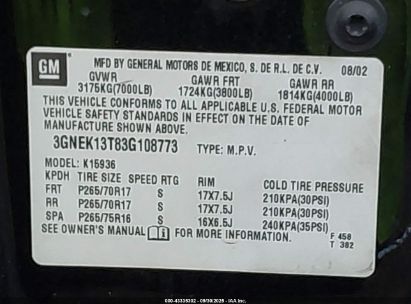 GM
MFD BY GENERAL MOTORS DE MEXICO, S. DE R.L. DE C.V. 08/02
GVWR GAWR FRT GAWR RR
3175KG(7000LB) 1724KG(3800LB) 1814KG(4000LB)
THIS VEHICLE CONFORMS TO ALL APPLICABLE U.S. FEDERAL MOTOR
VEHICLE SAFETY STANDARDS IN EFFECT ON THE DATE OF
MANUFACTURE SHOWN ABOVE.
3GNEK13T83G108773 TYPE: M.P.V.
MODEL: K15936
KPDH TIRE SIZE SPEED RTG RIM COLD TIRE PRESSURE
FRT P265/70R17 S 17X7.5J 210KPA(30PSI)
RR P265/70R17 S 17X7.5J 210KPA(30PSI)
SPA P265/75R16 S 16X6.5J 240KPA(35PSI)
SEE OWNER'S MANUAL FOR MORE INFORMATION. F 458
T 382